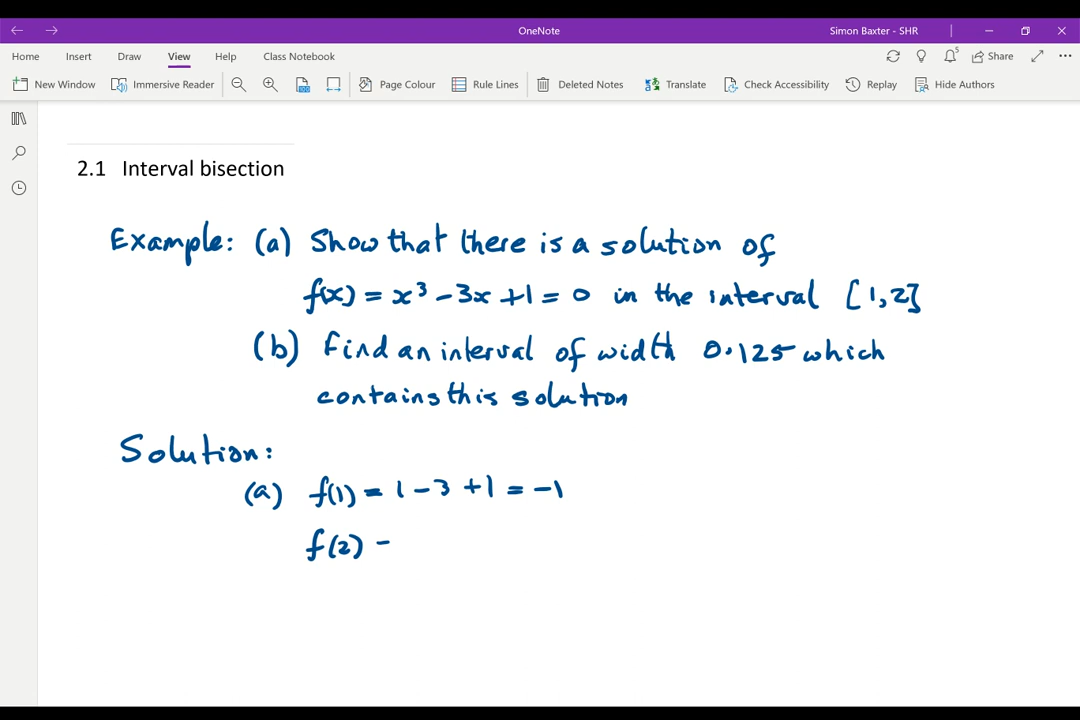 OneNote
Simon Baxter - SHR
Home Insert Draw View Help Class Notebook
5 Share
New Window Immersive Reader Page Colour Rule Lines Deleted Notes Translate Check Accessibility Replay Hide Authors
2.1 Interval bisection
Example: (a) Show that there is a solution of
f(x) = x³ - 3x + 1 = 0 in the interval [1,2]
(b) Find an interval of width 0.125 which
contains this solution
Solution:
(a) f(1) = 1 - 3 + 1 = -1
f(2) -